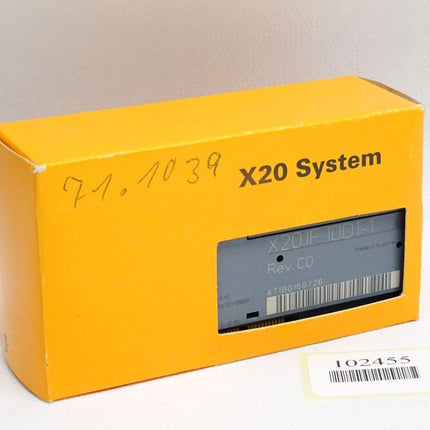 71.1039
X20 System
X20IF10D1-1
Made in Austria
Rev. C0
A71B0169726
102455